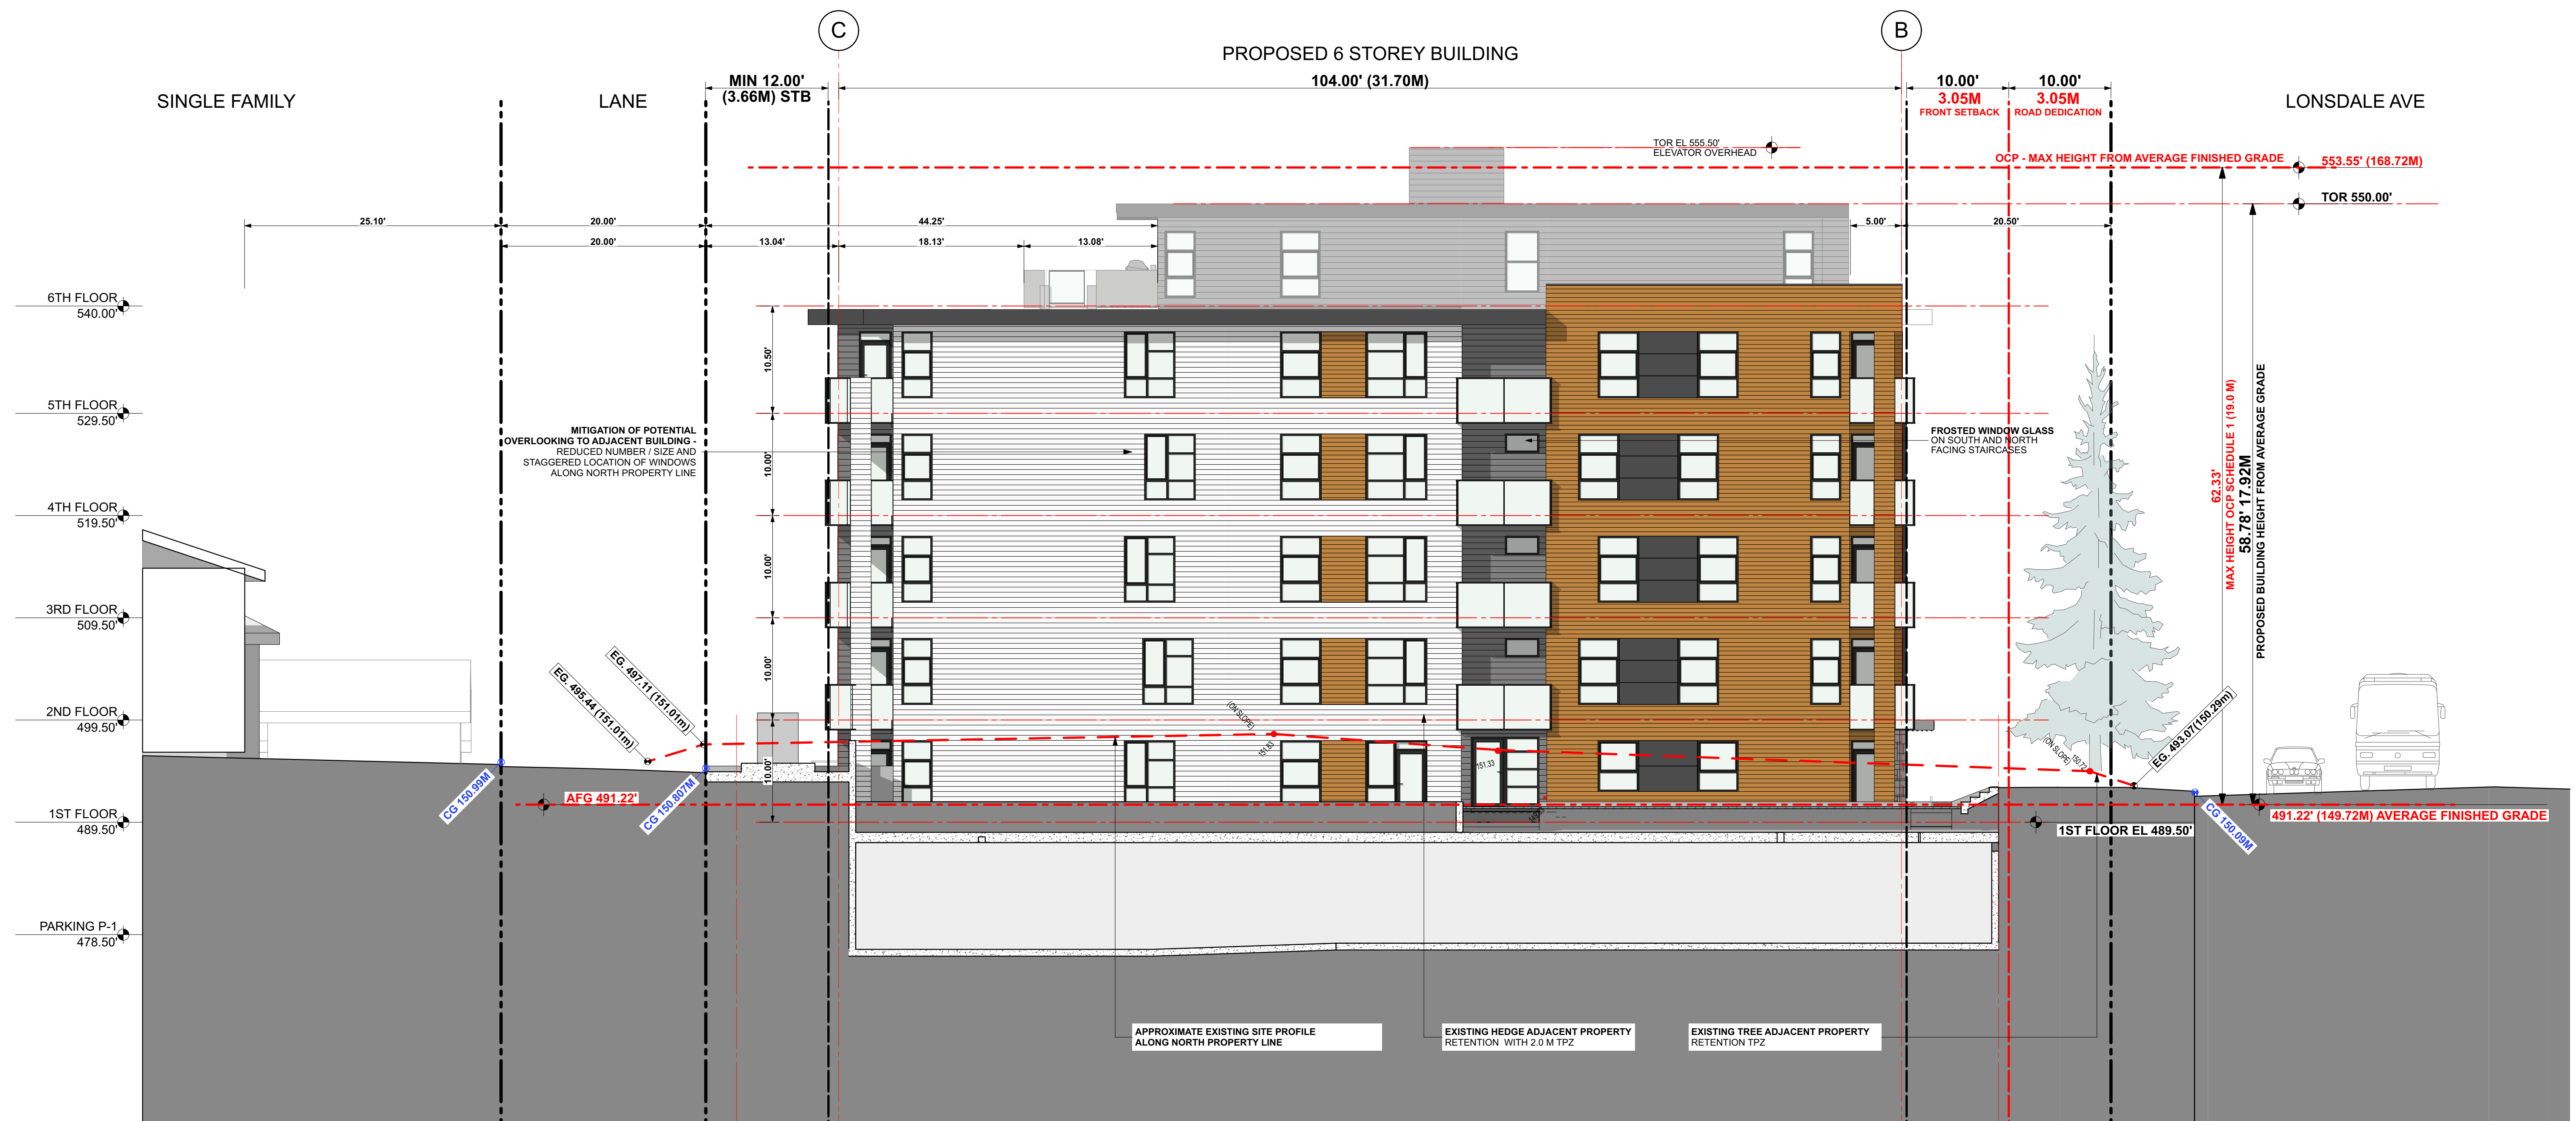 C
B
PROPOSED 6 STOREY BUILDING
MIN 12.00'
(3.66M) STB
104.00' (31.70M)
10.00'
3.05M
FRONT SETBACK
10.00'
3.05M
ROAD DEDICATION
SINGLE FAMILY
LANE
LONSDALE AVE
TOR EL 555.50'
ELEVATOR OVERHEAD
OCP - MAX HEIGHT FROM AVERAGE FINISHED GRADE
553.55' (168.72M)
TOR 550.00'
25.10'
20.00'
44.25'
5.00'
20.50'
20.00'
13.04'
18.13'
13.08'
6TH FLOOR
540.00'
5TH FLOOR
529.50'
4TH FLOOR
519.50'
3RD FLOOR
509.50'
2ND FLOOR
499.50'
1ST FLOOR
489.50'
PARKING P-1
478.50'
10.50'
10.00'
10.00'
10.00'
10.00'
MITIGATION OF POTENTIAL
OVERLOOKING TO ADJACENT BUILDING -
REDUCED NUMBER / SIZE AND
STAGGERED LOCATION OF WINDOWS
ALONG NORTH PROPERTY LINE
FROSTED WINDOW GLASS
ON SOUTH AND NORTH
FACING STAIRCASES
62.33'
MAX HEIGHT OCP SCHEDULE 1 (19.0 M)
58.78' 17.92M
PROPOSED BUILDING HEIGHT FROM AVERAGE GRADE
EG. 495.44 (151.01m)
EG. 497.11 (151.01m)
(ON SLOPE)
151.83
151.33
(ON SLOPE)
150.72
EG. 493.07(150.29m)
CG 150.99M
CG 150.807M
CG 150.09M
AFG 491.22'
491.22' (149.72M) AVERAGE FINISHED GRADE
1ST FLOOR EL 489.50'
APPROXIMATE EXISTING SITE PROFILE
ALONG NORTH PROPERTY LINE
EXISTING HEDGE ADJACENT PROPERTY
RETENTION WITH 2.0 M TPZ
EXISTING TREE ADJACENT PROPERTY
RETENTION TPZ